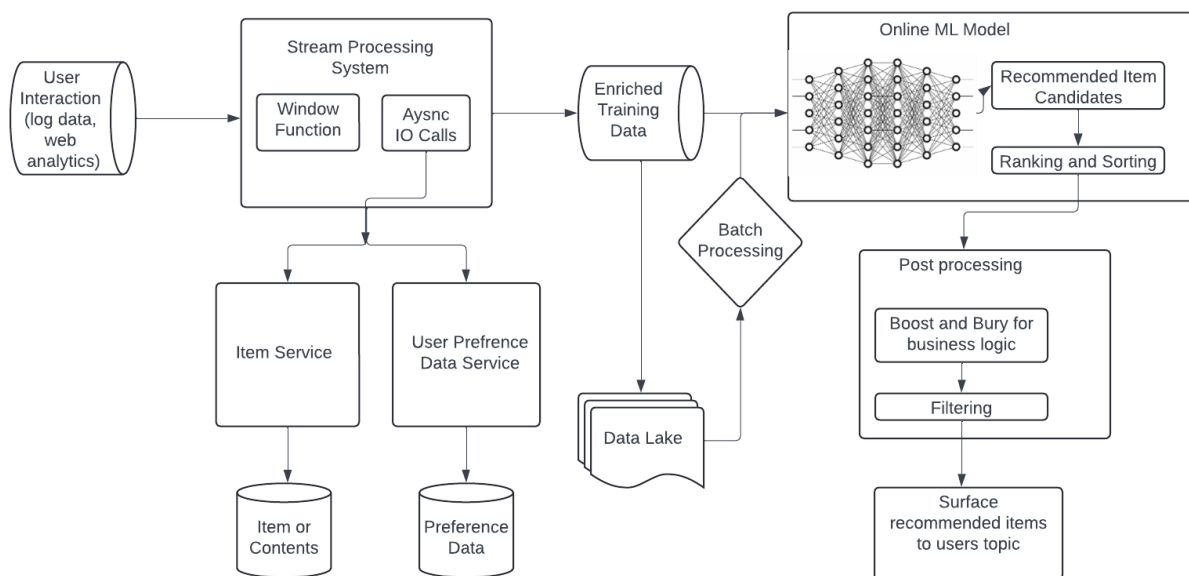 User
Interaction
(log data,
web
analytics)
Stream Processing
System
Window
Function
Aysnc
IO Calls
Enriched
Training
Data
Online ML Model
Recommended Item
Candidates
Ranking and Sorting
Batch
Processing
Post processing
Boost and Bury for
business logic
Filtering
Item Service
User Prefrence
Data Service
Data Lake
Item or
Contents
Preference
Data
Surface
recommended items
to users topic